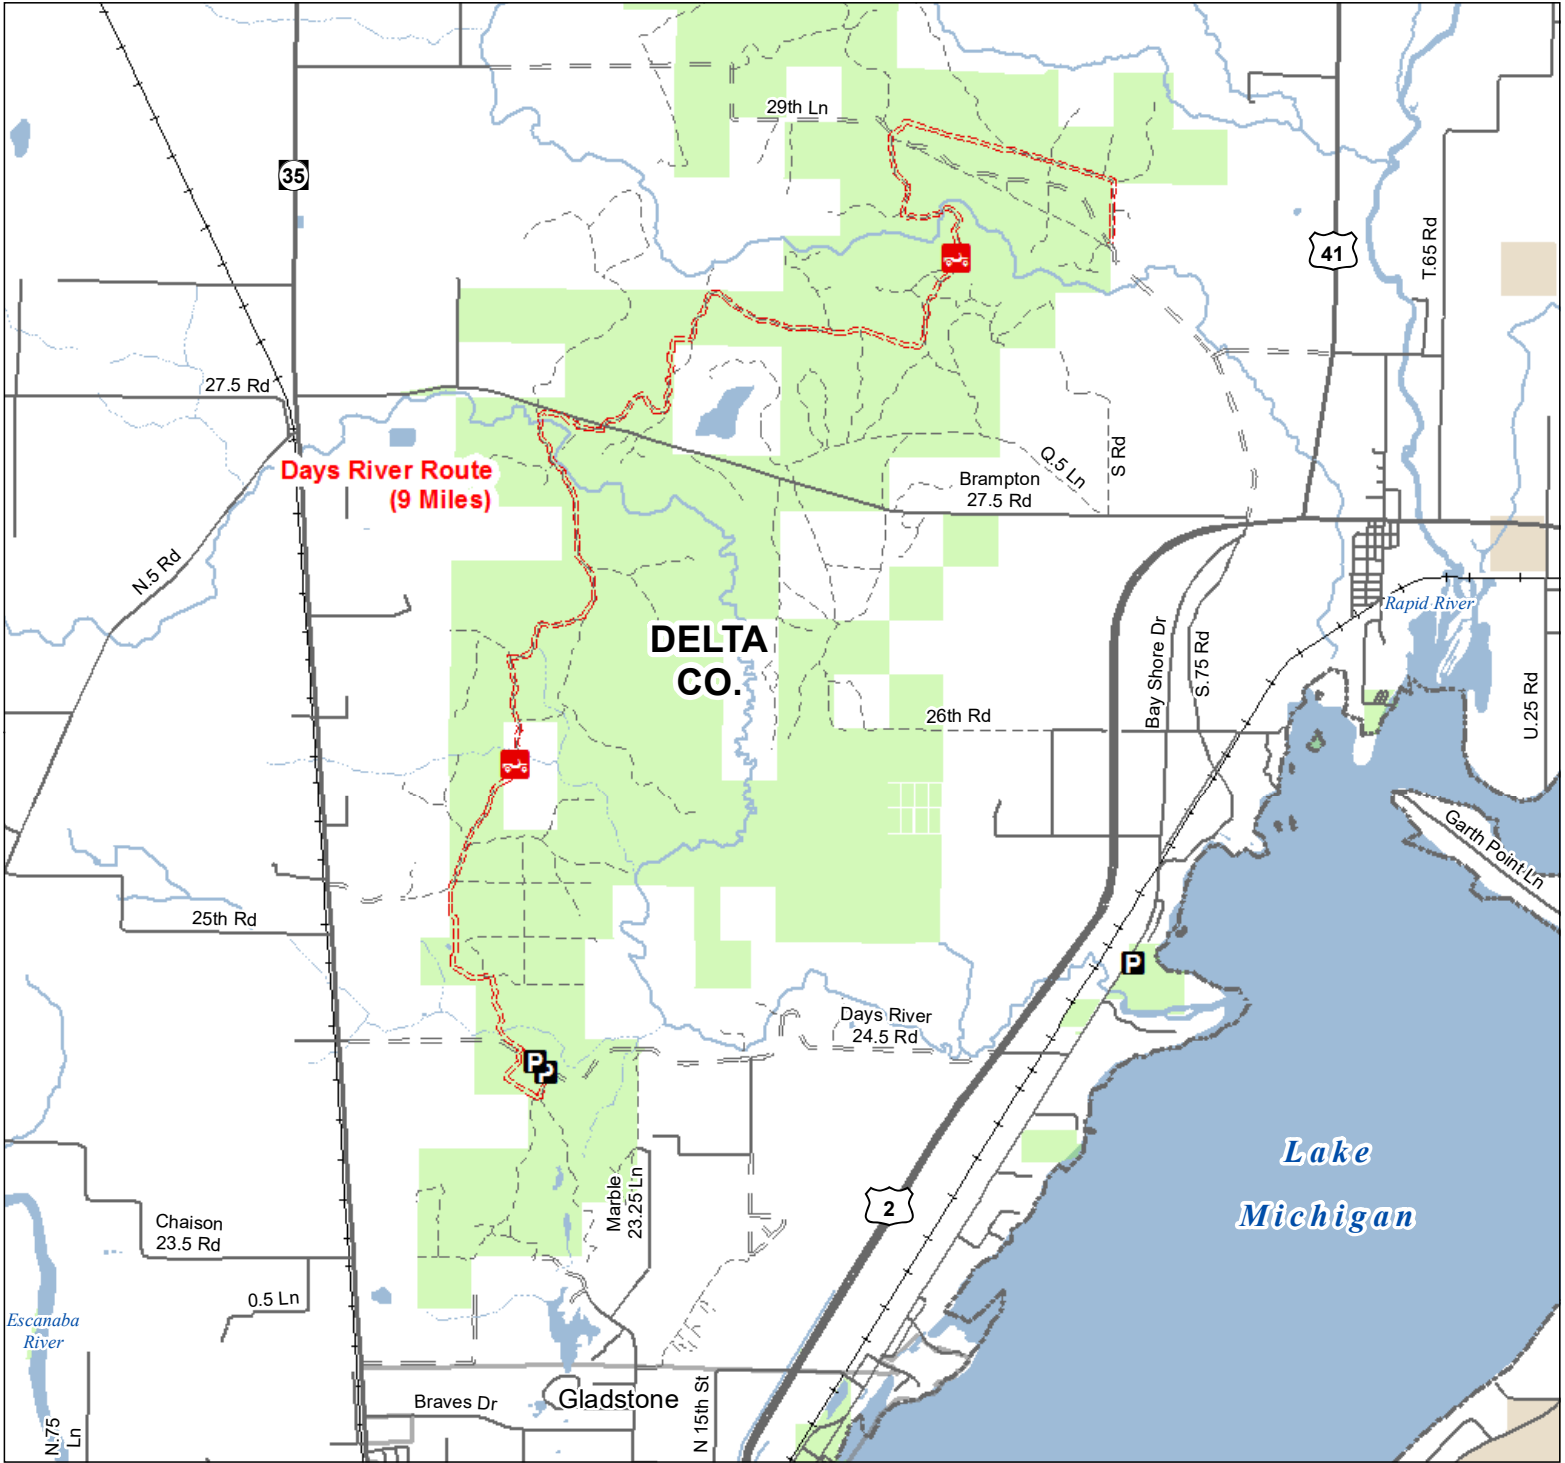 29th Ln
35
41
T.65 Rd
27.5 Rd
Days River Route
(9 Miles)
S Rd
Q.5 Ln
Brampton
27.5 Rd
N.5 Rd
Rapid River
DELTA
CO.
Bay Shore Dr
S.75 Rd
U.25 Rd
26th Rd
Garth Point Ln
25th Rd
P
Days River
24.5 Rd
P
P
Lake
Michigan
Marble
23.25 Ln
2
Chaison
23.5 Rd
0.5 Ln
Escanaba
River
Braves Dr
Gladstone
N 15th St
N.75
Ln